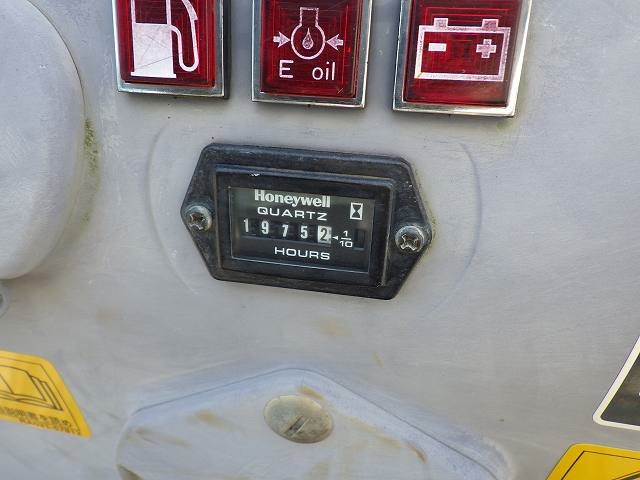 E oil
Honeywell
QUARTZ
19752 1/10
HOURS